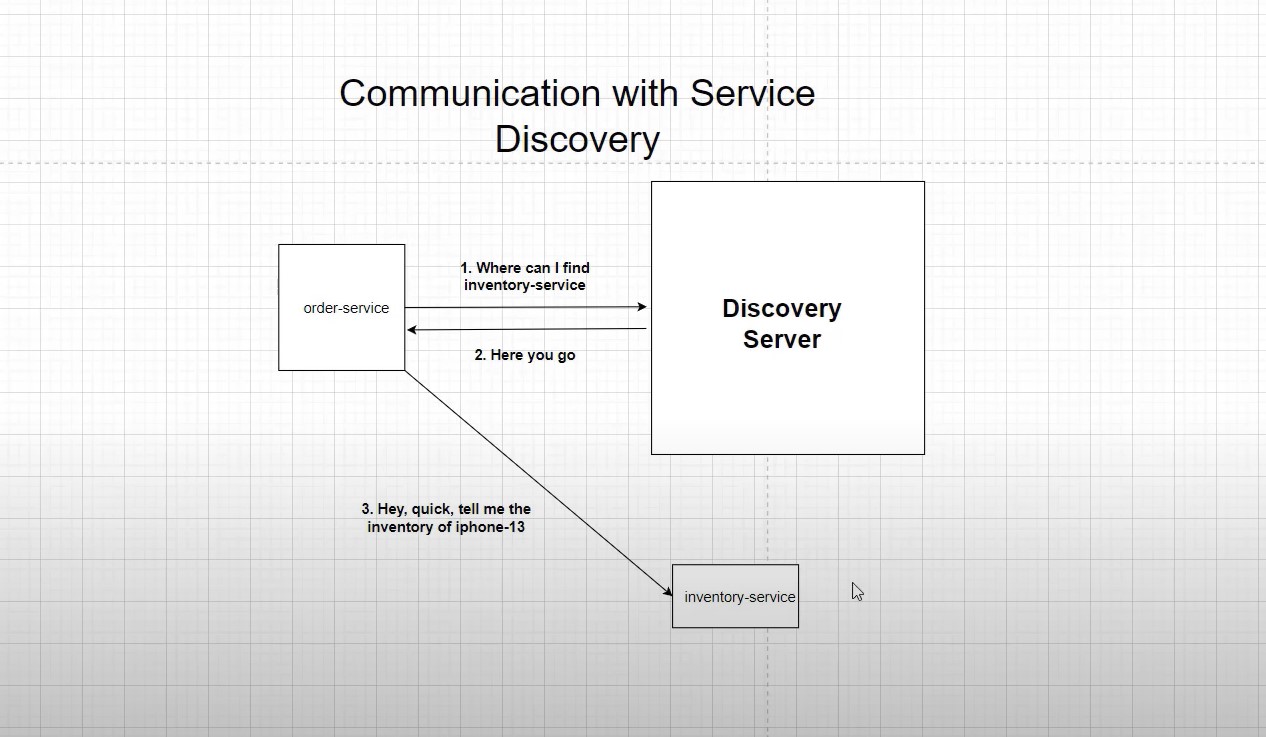 Communication with Service
Discovery
1. Where can I find
inventory-service
order-service
Discovery
Server
2. Here you go
3. Hey, quick, tell me the
inventory of iphone-13
inventory-service